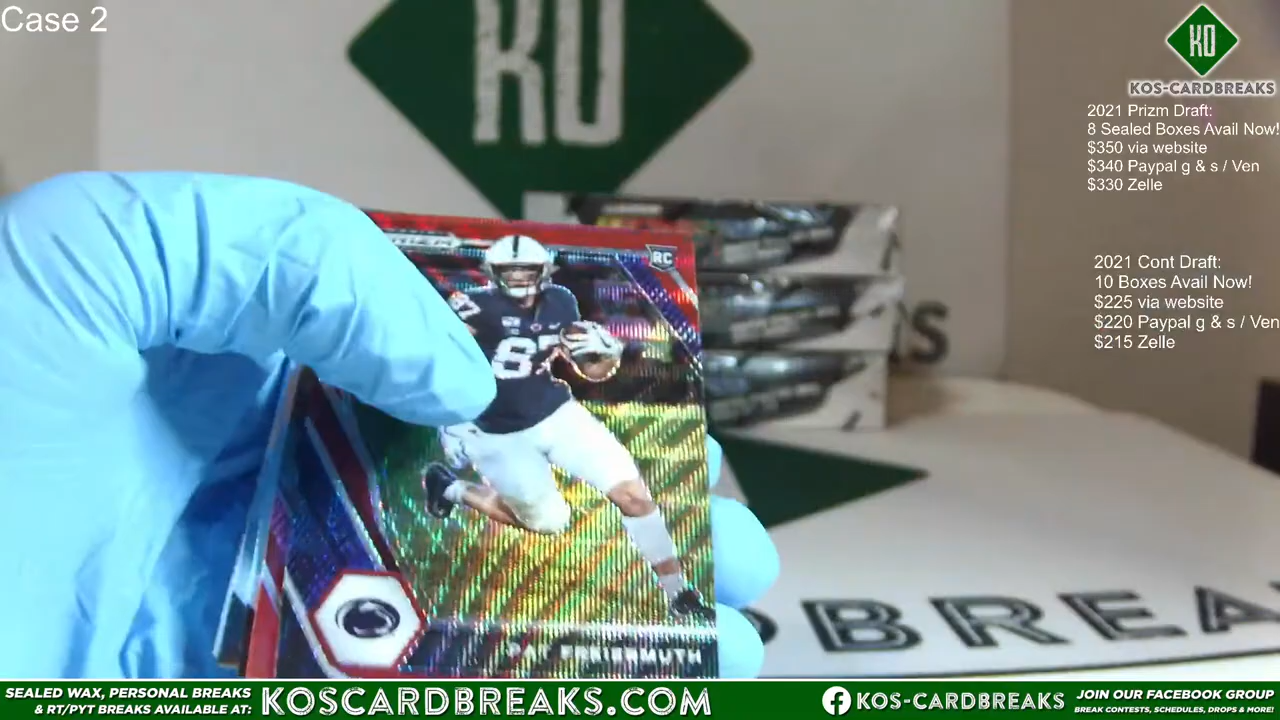 Case 2
KO
KO
KOS-CARDBREAKS
2021 Prizm Draft:
8 Sealed Boxes Avail Now!
$350 via website
$340 Paypal g & s / Ven
$330 Zelle
2021 Cont Draft:
10 Boxes Avail Now!
$225 via website
$220 Paypal g & s / Ven
$215 Zelle
RC
87
FREIERMUTH
BREA
SEALED WAX, PERSONAL BREAKS
& RT/PYT BREAKS AVAILABLE AT:
KOSCARDBREAKS.COM
KOS-CARDBREAKS
JOIN OUR FACEBOOK GROUP
BREAK CONTESTS, SCHEDULES, DROPS & MORE!